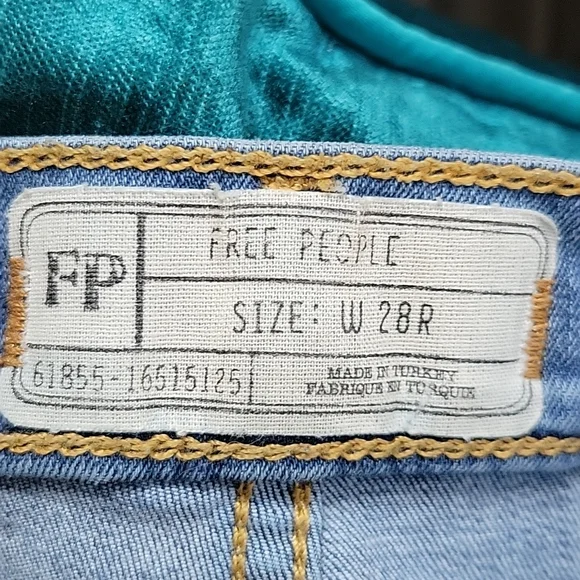 FP
FREE PEOPLE
SIZE: W 28R
61855-16515125
MADE IN TURKEY
FABRIQUE EN TURQUIE